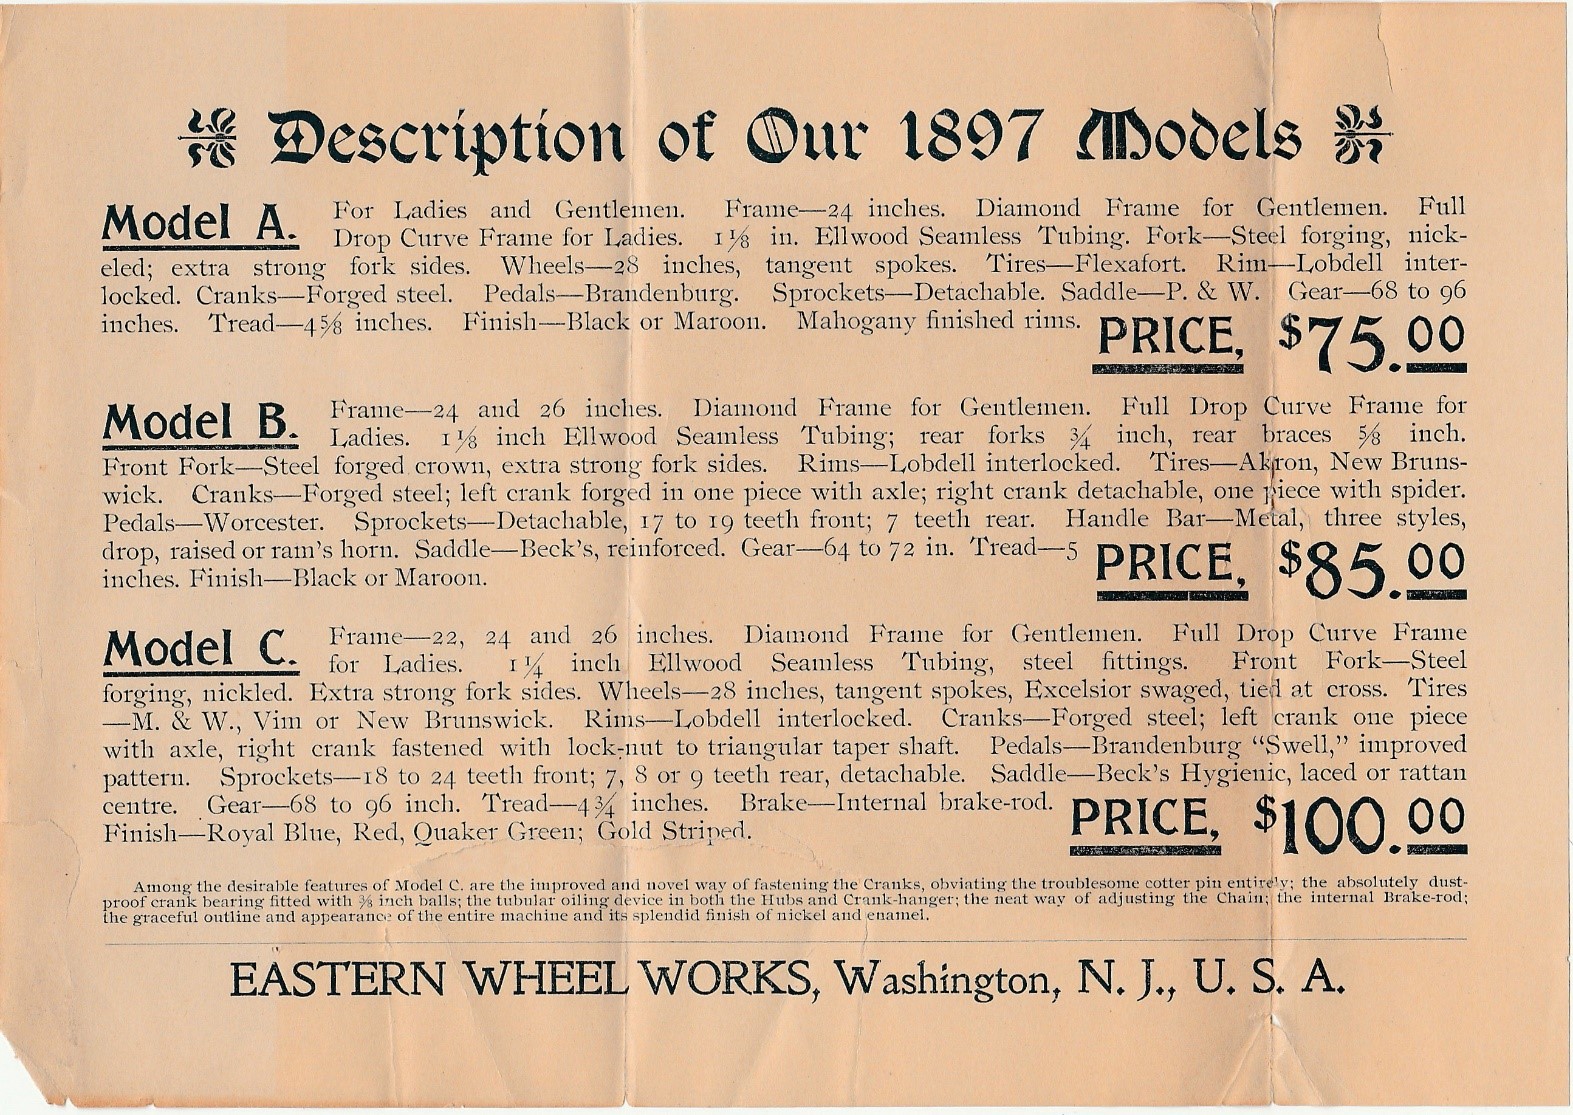 Description of Our 1897 Models
Model A. For Ladies and Gentlemen. Frame—24 inches. Diamond Frame for Gentlemen. Full
Drop Curve Frame for Ladies. 1 1/8 in. Ellwood Seamless Tubing. Fork—Steel forging, nick-
eled; extra strong fork sides. Wheels—28 inches, tangent spokes. Tires—Flexafort. Rim—Lobdell inter-
locked. Cranks—Forged steel. Pedals—Brandenburg. Sprockets—Detachable. Saddle—P. & W. Gear—68 to 96
inches. Tread—4 5/8 inches. Finish—Black or Maroon. Mahogany finished rims. PRICE, $75.00
Model B. Frame—24 and 26 inches. Diamond Frame for Gentlemen. Full Drop Curve Frame for
Ladies. 1 1/8 inch Ellwood Seamless Tubing; rear forks 3/4 inch, rear braces 5/8 inch.
Front Fork—Steel forged crown, extra strong fork sides. Rims—Lobdell interlocked. Tires—Akron, New Bruns-
wick. Cranks—Forged steel; left crank forged in one piece with axle; right crank detachable, one piece with spider.
Pedals—Worcester. Sprockets—Detachable, 17 to 19 teeth front; 7 teeth rear. Handle Bar—Metal, three styles,
drop, raised or ram's horn. Saddle—Beck's, reinforced. Gear—64 to 72 in. Tread—5
inches. Finish—Black or Maroon. PRICE, $85.00
Model C. Frame—22, 24 and 26 inches. Diamond Frame for Gentlemen. Full Drop Curve Frame
for Ladies. 1 1/4 inch Ellwood Seamless Tubing, steel fittings. Front Fork—Steel
forging, nickled. Extra strong fork sides. Wheels—28 inches, tangent spokes, Excelsior swaged, tied at cross. Tires
—M. & W., Vim or New Brunswick. Rims—Lobdell interlocked. Cranks—Forged steel; left crank one piece
with axle, right crank fastened with lock-nut to triangular taper shaft. Pedals—Brandenburg "Swell," improved
pattern. Sprockets—18 to 24 teeth front; 7, 8 or 9 teeth rear, detachable. Saddle—Beck's Hygienic, laced or rattan
centre. Gear—68 to 96 inch. Tread—4 3/4 inches. Brake—Internal brake-rod.
Finish—Royal Blue, Red, Quaker Green; Gold Striped. PRICE, $100.00
Among the desirable features of Model C. are the improved and novel way of fastening the Cranks, obviating the troublesome cotter pin entirely; the absolutely dust-
proof crank bearing fitted with 3/8 inch balls; the tubular oiling device in both the Hubs and Crank-hanger; the neat way of adjusting the Chain; the internal Brake-rod;
the graceful outline and appearance of the entire machine and its splendid finish of nickel and enamel.
EASTERN WHEEL WORKS, Washington, N. J., U. S. A.